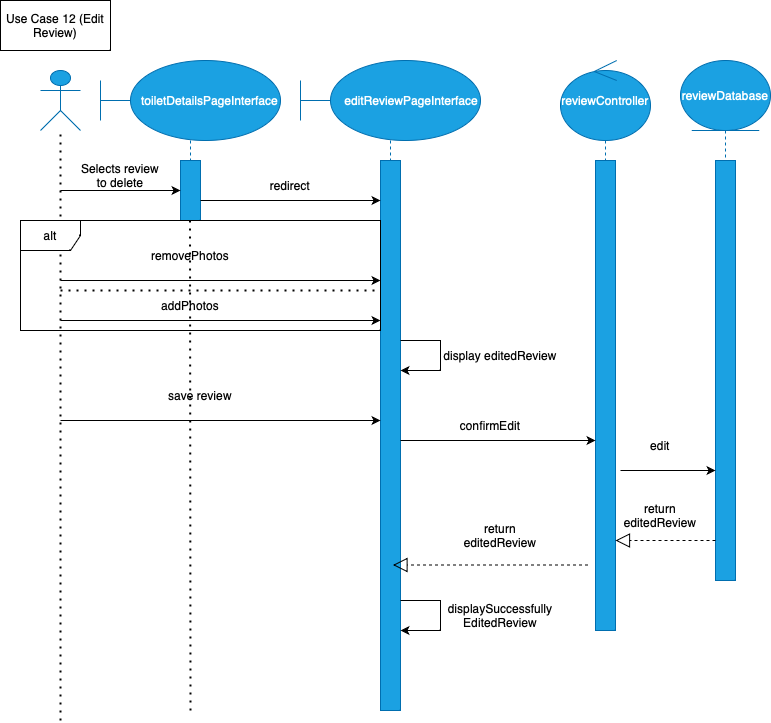 Use Case 12 (Edit
Review)
toiletDetailsPageInterface
editReviewPageInterface
reviewController
reviewDatabase
Selects review
to delete
redirect
alt
removePhotos
addPhotos
display editedReview
save review
confirmEdit
edit
return
editedReview
return
editedReview
displaySuccessfully
EditedReview